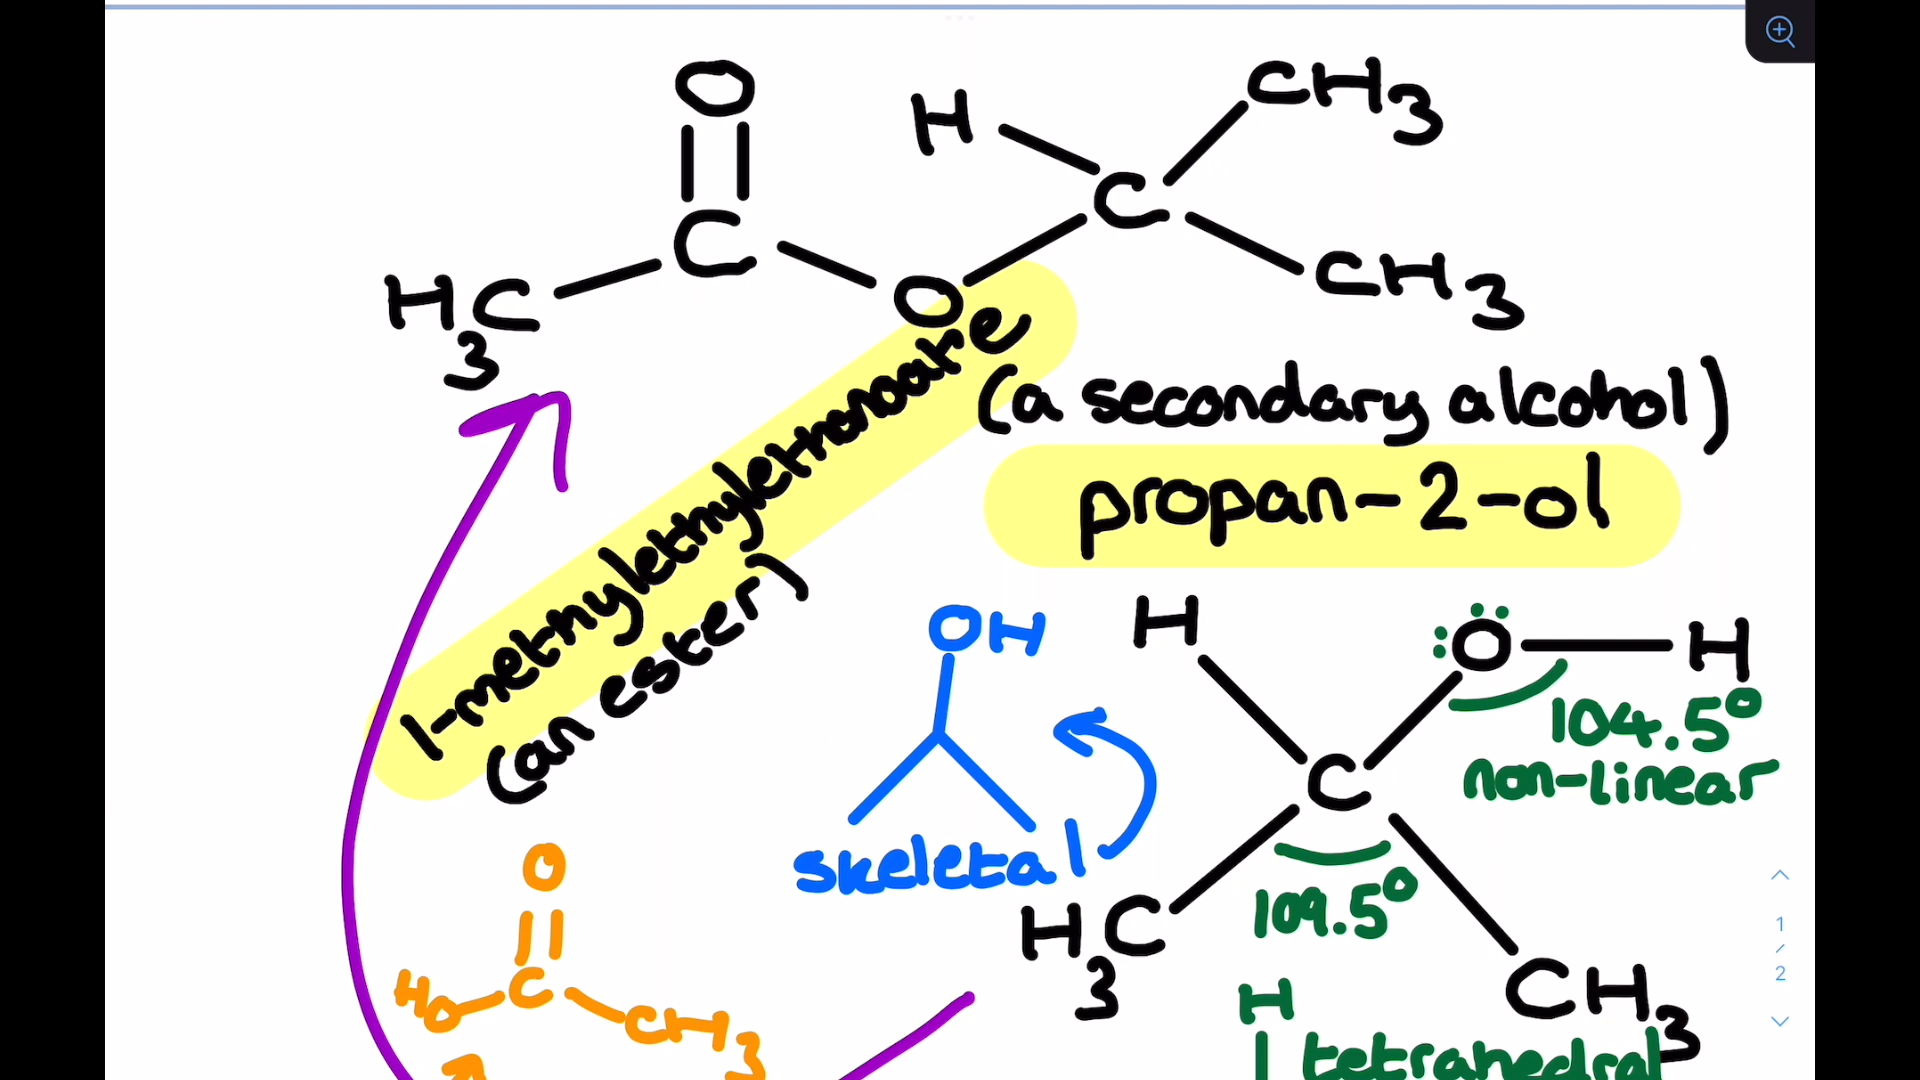 O
H
CH3
C
C
H3C
O
CH3
1-methylethylethanoate
(an ester)
(a secondary alcohol)
propan-2-ol
OH
skeletal
H
:Ö
H
104.5°
non-linear
C
109.5°
H3C
CH3
O
HO
C
CH3
H
tetrahedral
1
/
2